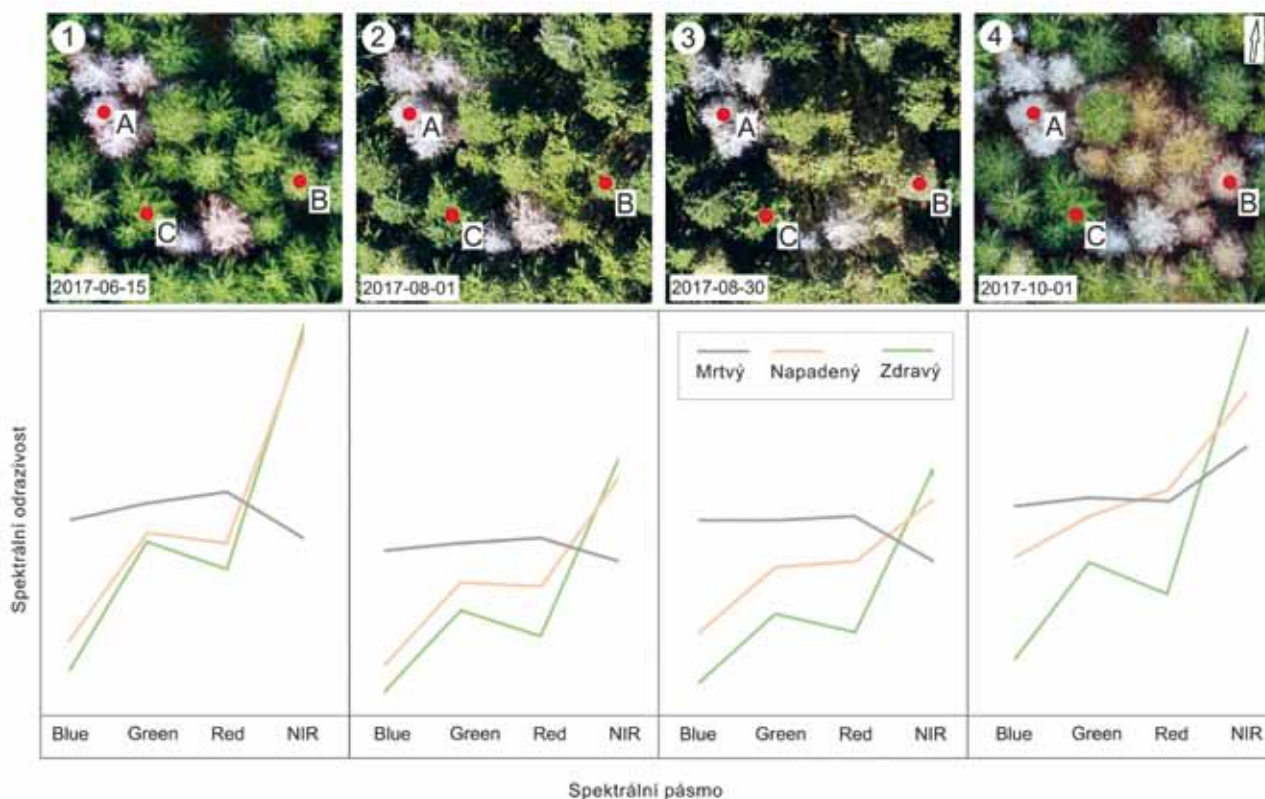 1
2
3
4
A
B
C
2017-06-15
A
B
C
2017-08-01
A
B
C
2017-08-30
A
B
C
2017-10-01
Mrtvý Napadený Zdravý
Spektrální odrazivost
Blue Green Red NIR
Blue Green Red NIR
Blue Green Red NIR
Blue Green Red NIR
Spektrální pásmo